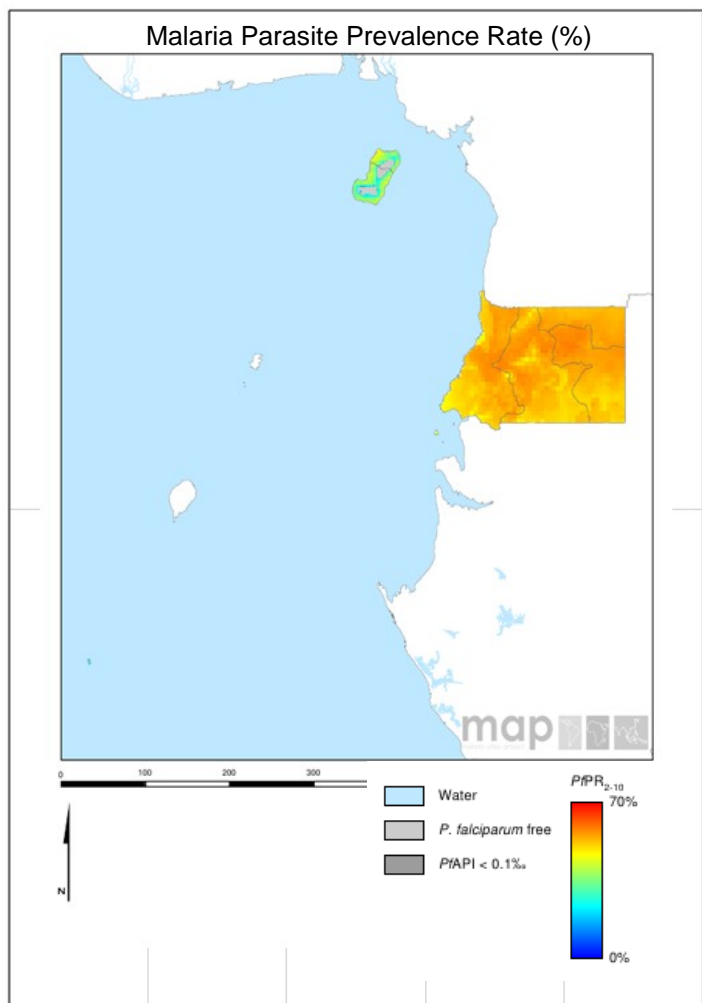 Malaria Parasite Prevalence Rate (%)
map
0 100 200 300
Water
P. falciparum free
PfAPI < 0.1‰
N
PfPR2-10
70%
0%